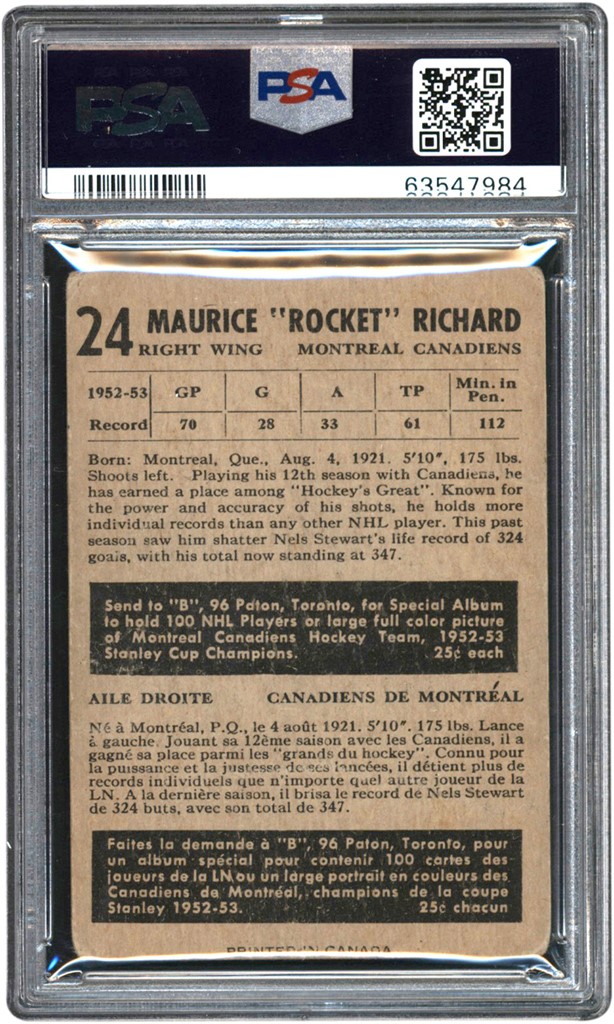 PSA
PSA
63547984
24 MAURICE "ROCKET" RICHARD
RIGHT WING MONTREAL CANADIENS
1952-53 GP G A TP Min. in Pen.
Record 70 28 33 61 112
Born: Montreal, Que., Aug. 4, 1921. 5'10", 175 lbs.
Shoots left. Playing his 12th season with Canadiens, he
has earned a place among "Hockey's Great". Known for
the power and accuracy of his shots, he holds more
individual records than any other NHL player. This past
season saw him shatter Nels Stewart's life record of 324
goals, with his total now standing at 347.
Send to "B", 96 Paton, Toronto, for Special Album
to hold 100 NHL Players or large full color picture
of Montreal Canadiens Hockey Team, 1952-53
Stanley Cup Champions. 25¢ each
AILE DROITE CANADIENS DE MONTRÉAL
Né à Montréal, P.Q., le 4 août 1921. 5'10". 175 lbs. Lance
à gauche. Jouant sa 12ème saison avec les Canadiens, il a
gagné sa place parmi les "grands du hockey". Connu pour
la puissance et la justesse de ses lancées, il détient plus de
records individuels que n'importe quel autre joueur de la
LN. A la dernière saison, il brisa le record de Nels Stewart
de 324 buts, avec son total de 347.
Faites la demande à "B", 96 Paton, Toronto, pour
un album spécial pour contenir 100 cartes des
joueurs de la LN ou un large portrait en couleurs des
Canadiens de Montréal, champions de la coupe
Stanley 1952-53. 25¢ chacun
PRINTED IN CANADA